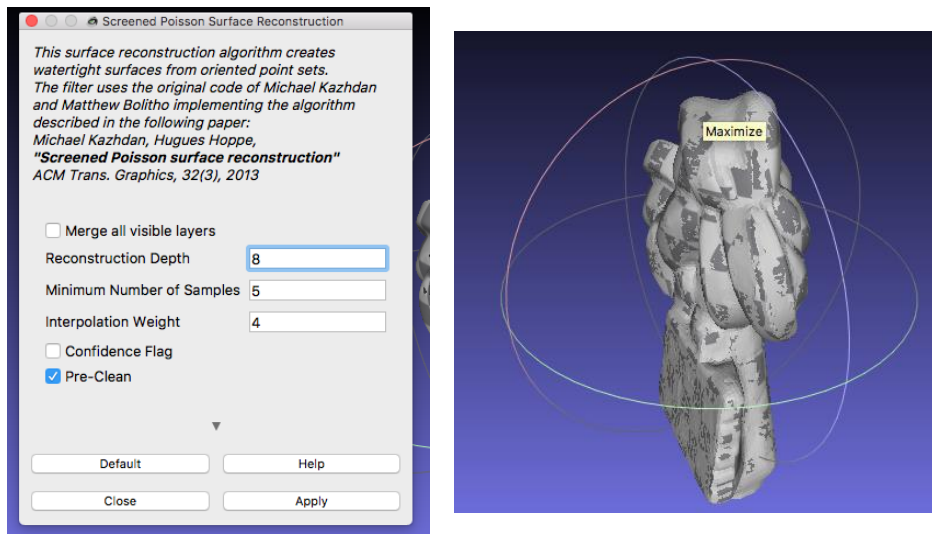 Screened Poisson Surface Reconstruction
This surface reconstruction algorithm creates
watertight surfaces from oriented point sets.
The filter uses the original code of Michael Kazhdan
and Matthew Bolitho implementing the algorithm
described in the following paper:
Michael Kazhdan, Hugues Hoppe,
"Screened Poisson surface reconstruction"
ACM Trans. Graphics, 32(3), 2013
Merge all visible layers
Reconstruction Depth 8
Minimum Number of Samples 5
Interpolation Weight 4
Confidence Flag
Pre-Clean
Default Help
Close Apply
Maximize